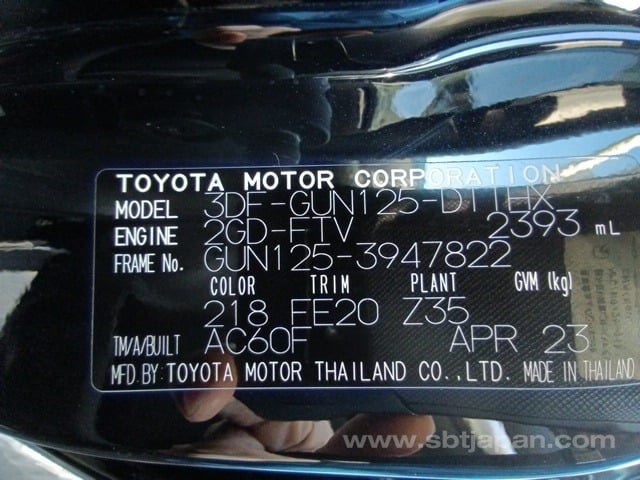 TOYOTA MOTOR CORPORATION
MODEL 3DF-GUN125-DTTHX
ENGINE 2GD-FTV 2393 mL
FRAME No. GUN125-3947822
COLOR TRIM PLANT GVM (kg)
218 FE20 Z35
TM/A/BUILT AC60F APR 23
MFD.BY:TOYOTA MOTOR THAILAND CO.,LTD. MADE IN THAILAND
www.sbtjapan.com